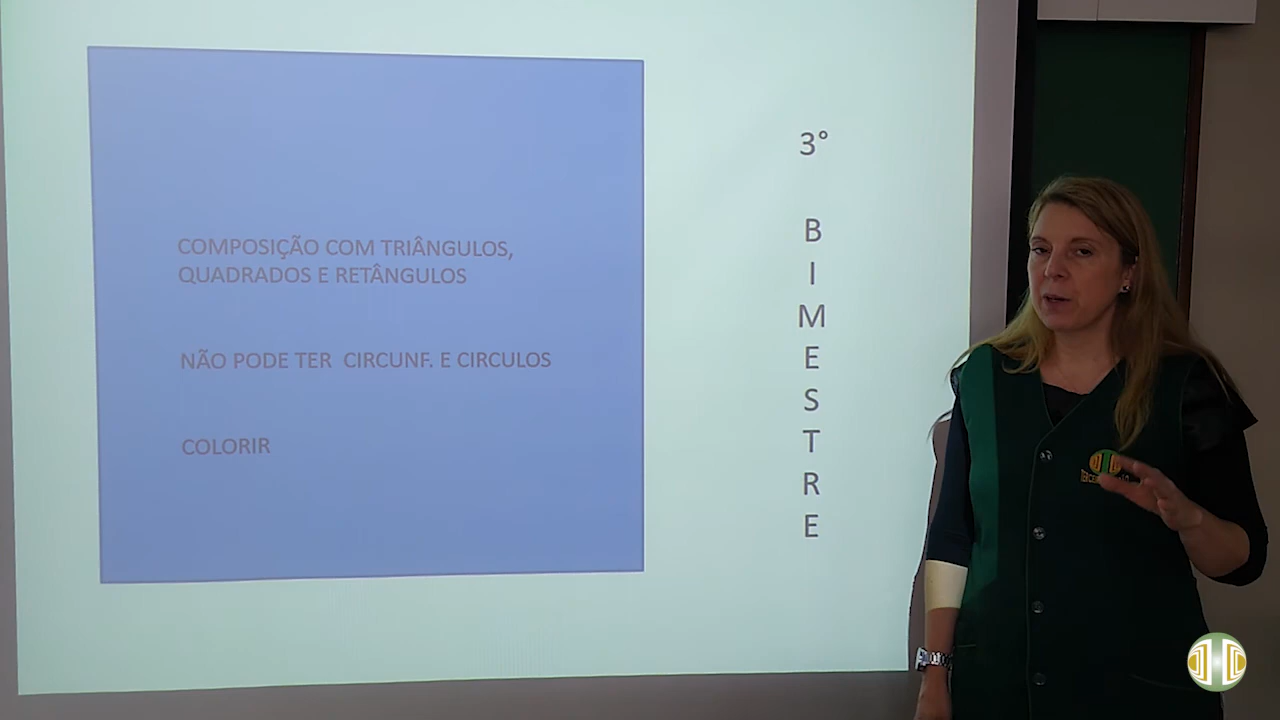 COMPOSIÇÃO COM TRIÂNGULOS,
QUADRADOS E RETÂNGULOS
NÃO PODE TER CIRCUNF. E CIRCULOS
COLORIR
3°
B
I
M
E
S
T
R
E